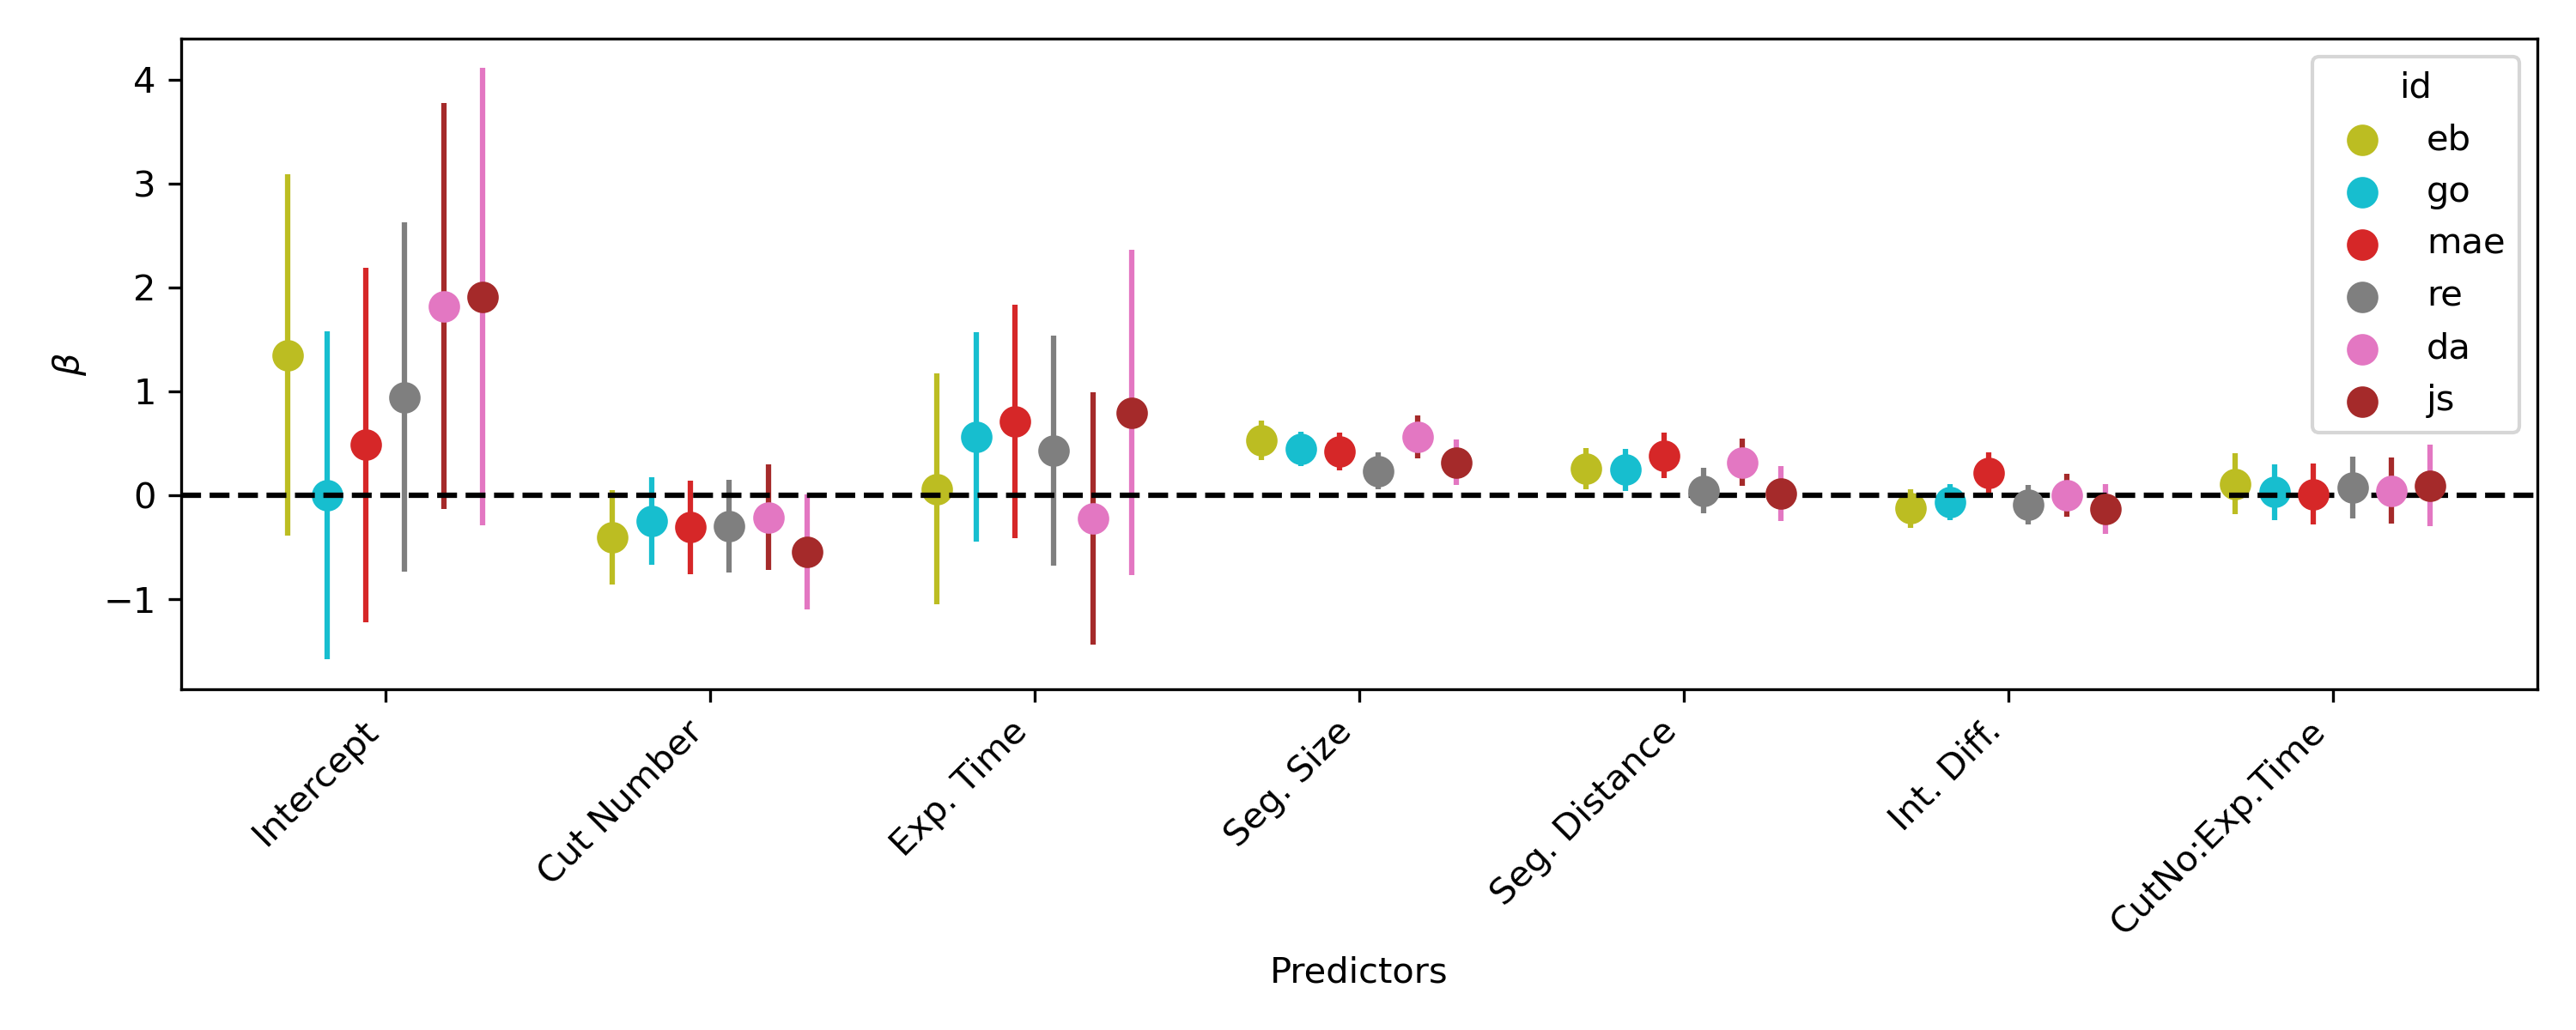 4
3
2
1
0
−1
β
id
eb
go
mae
re
da
js
Intercept
Cut Number
Exp. Time
Seg. Size
Seg. Distance
Int. Diff.
CutNo:Exp.Time
Predictors